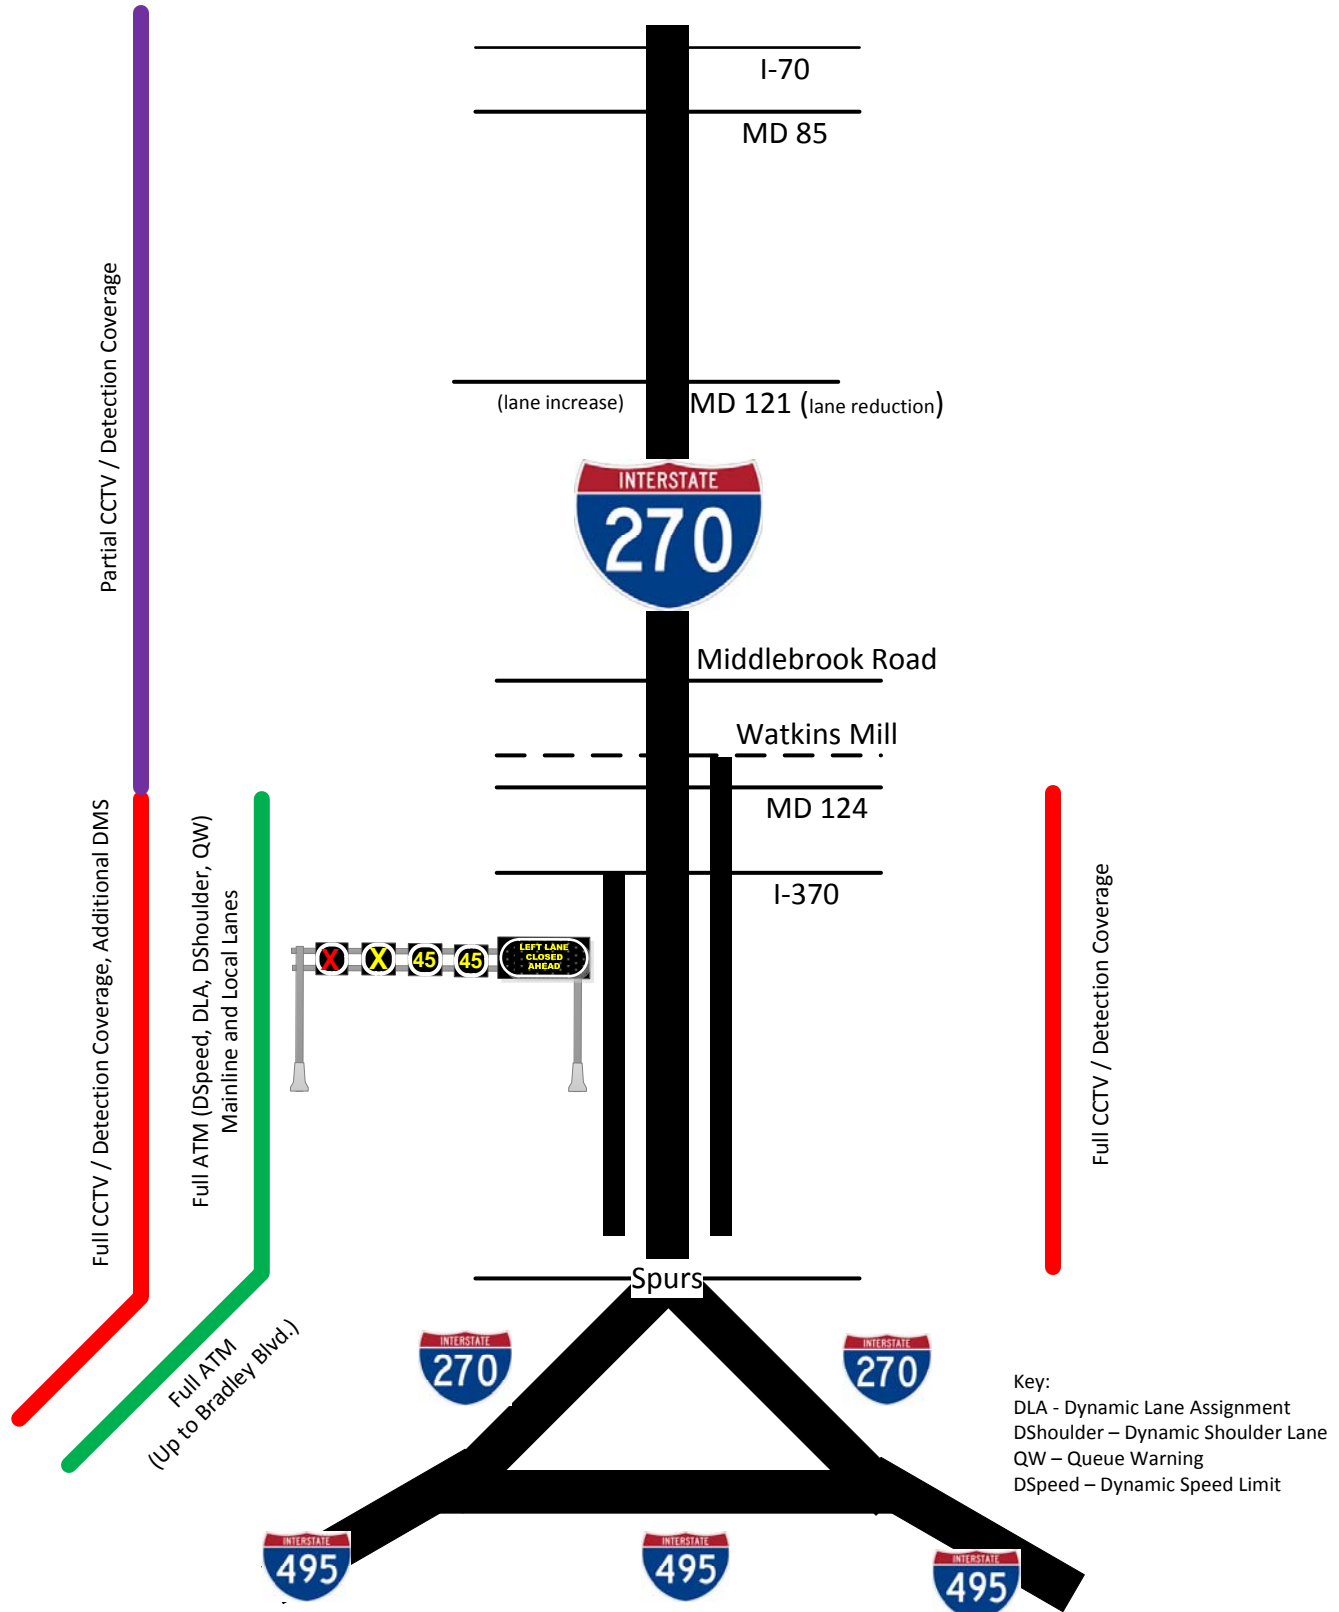 I-70
MD 85
Partial CCTV / Detection Coverage
(lane increase)
MD 121 (lane reduction)
INTERSTATE
270
Middlebrook Road
Watkins Mill
MD 124
I-370
Full CCTV / Detection Coverage, Additional DMS
Full ATM (DSpeed, DLA, DShoulder, QW)
Mainline and Local Lanes
X
X
45
45
LEFT LANE
CLOSED
AHEAD
Full CCTV / Detection Coverage
Spurs
Full ATM
(Up to Bradley Blvd.)
INTERSTATE
270
INTERSTATE
270
Key:
DLA - Dynamic Lane Assignment
DShoulder – Dynamic Shoulder Lane
QW – Queue Warning
DSpeed – Dynamic Speed Limit
INTERSTATE
495
INTERSTATE
495
INTERSTATE
495